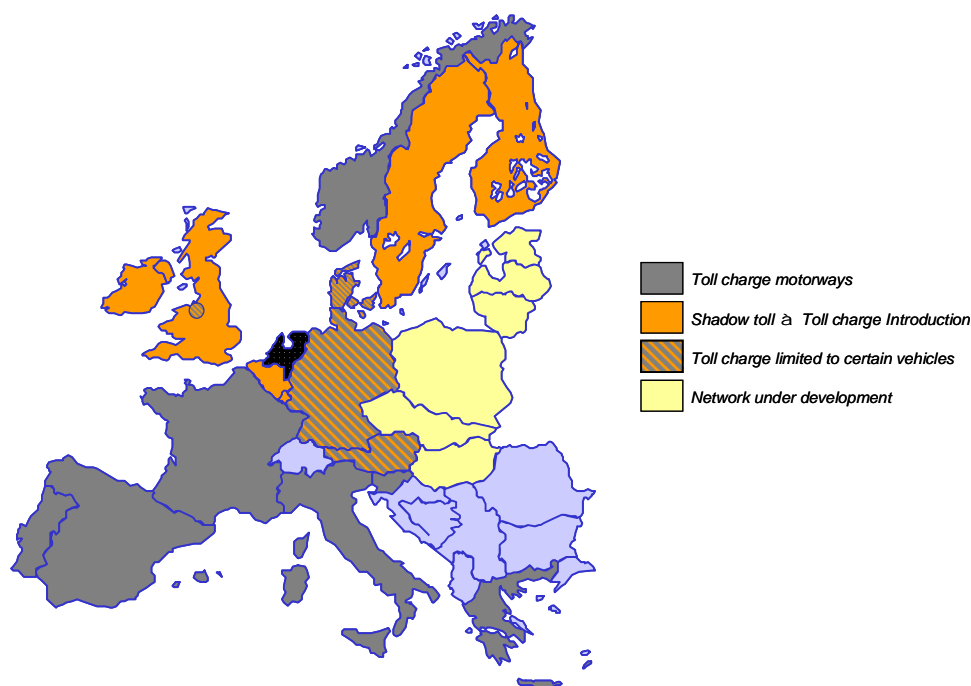 Toll charge motorways
Shadow toll à Toll charge Introduction
Toll charge limited to certain vehicles
Network under development